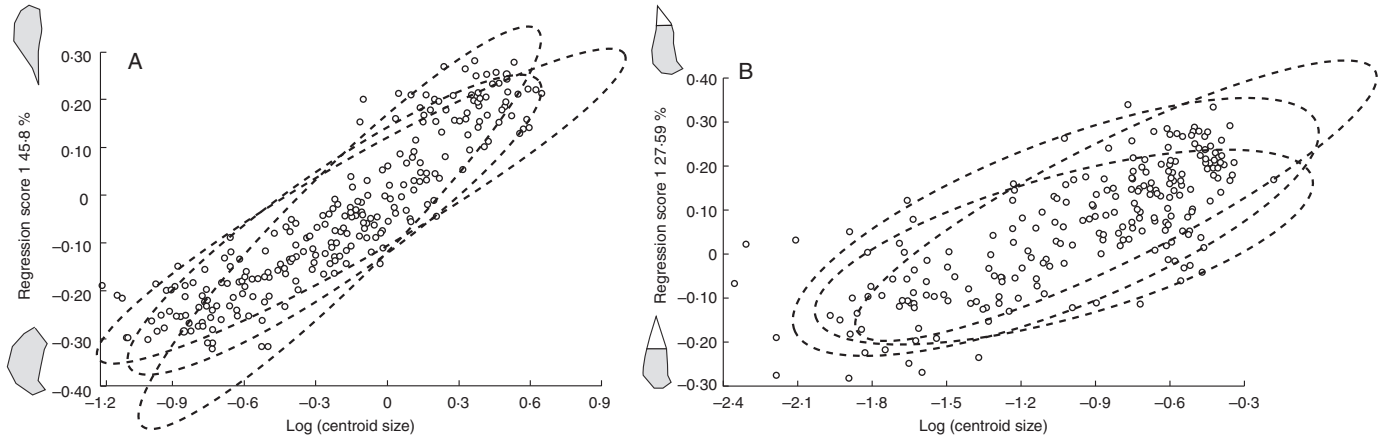 A
Regression score 1 45·8 %
0·30
0·20
0·10
0
−0·10
−0·20
−0·30
−0·40
−1·2 −0·9 −0·6 −0·3 0 0·3 0·6 0·9
Log (centroid size)
B
Regression score 1 27·59 %
0·40
0·30
0·20
0·10
0
−0·10
−0·20
−0·30
−2·4 −2·1 −1·8 −1·5 −1·2 −0·9 −0·6 −0·3
Log (centroid size)